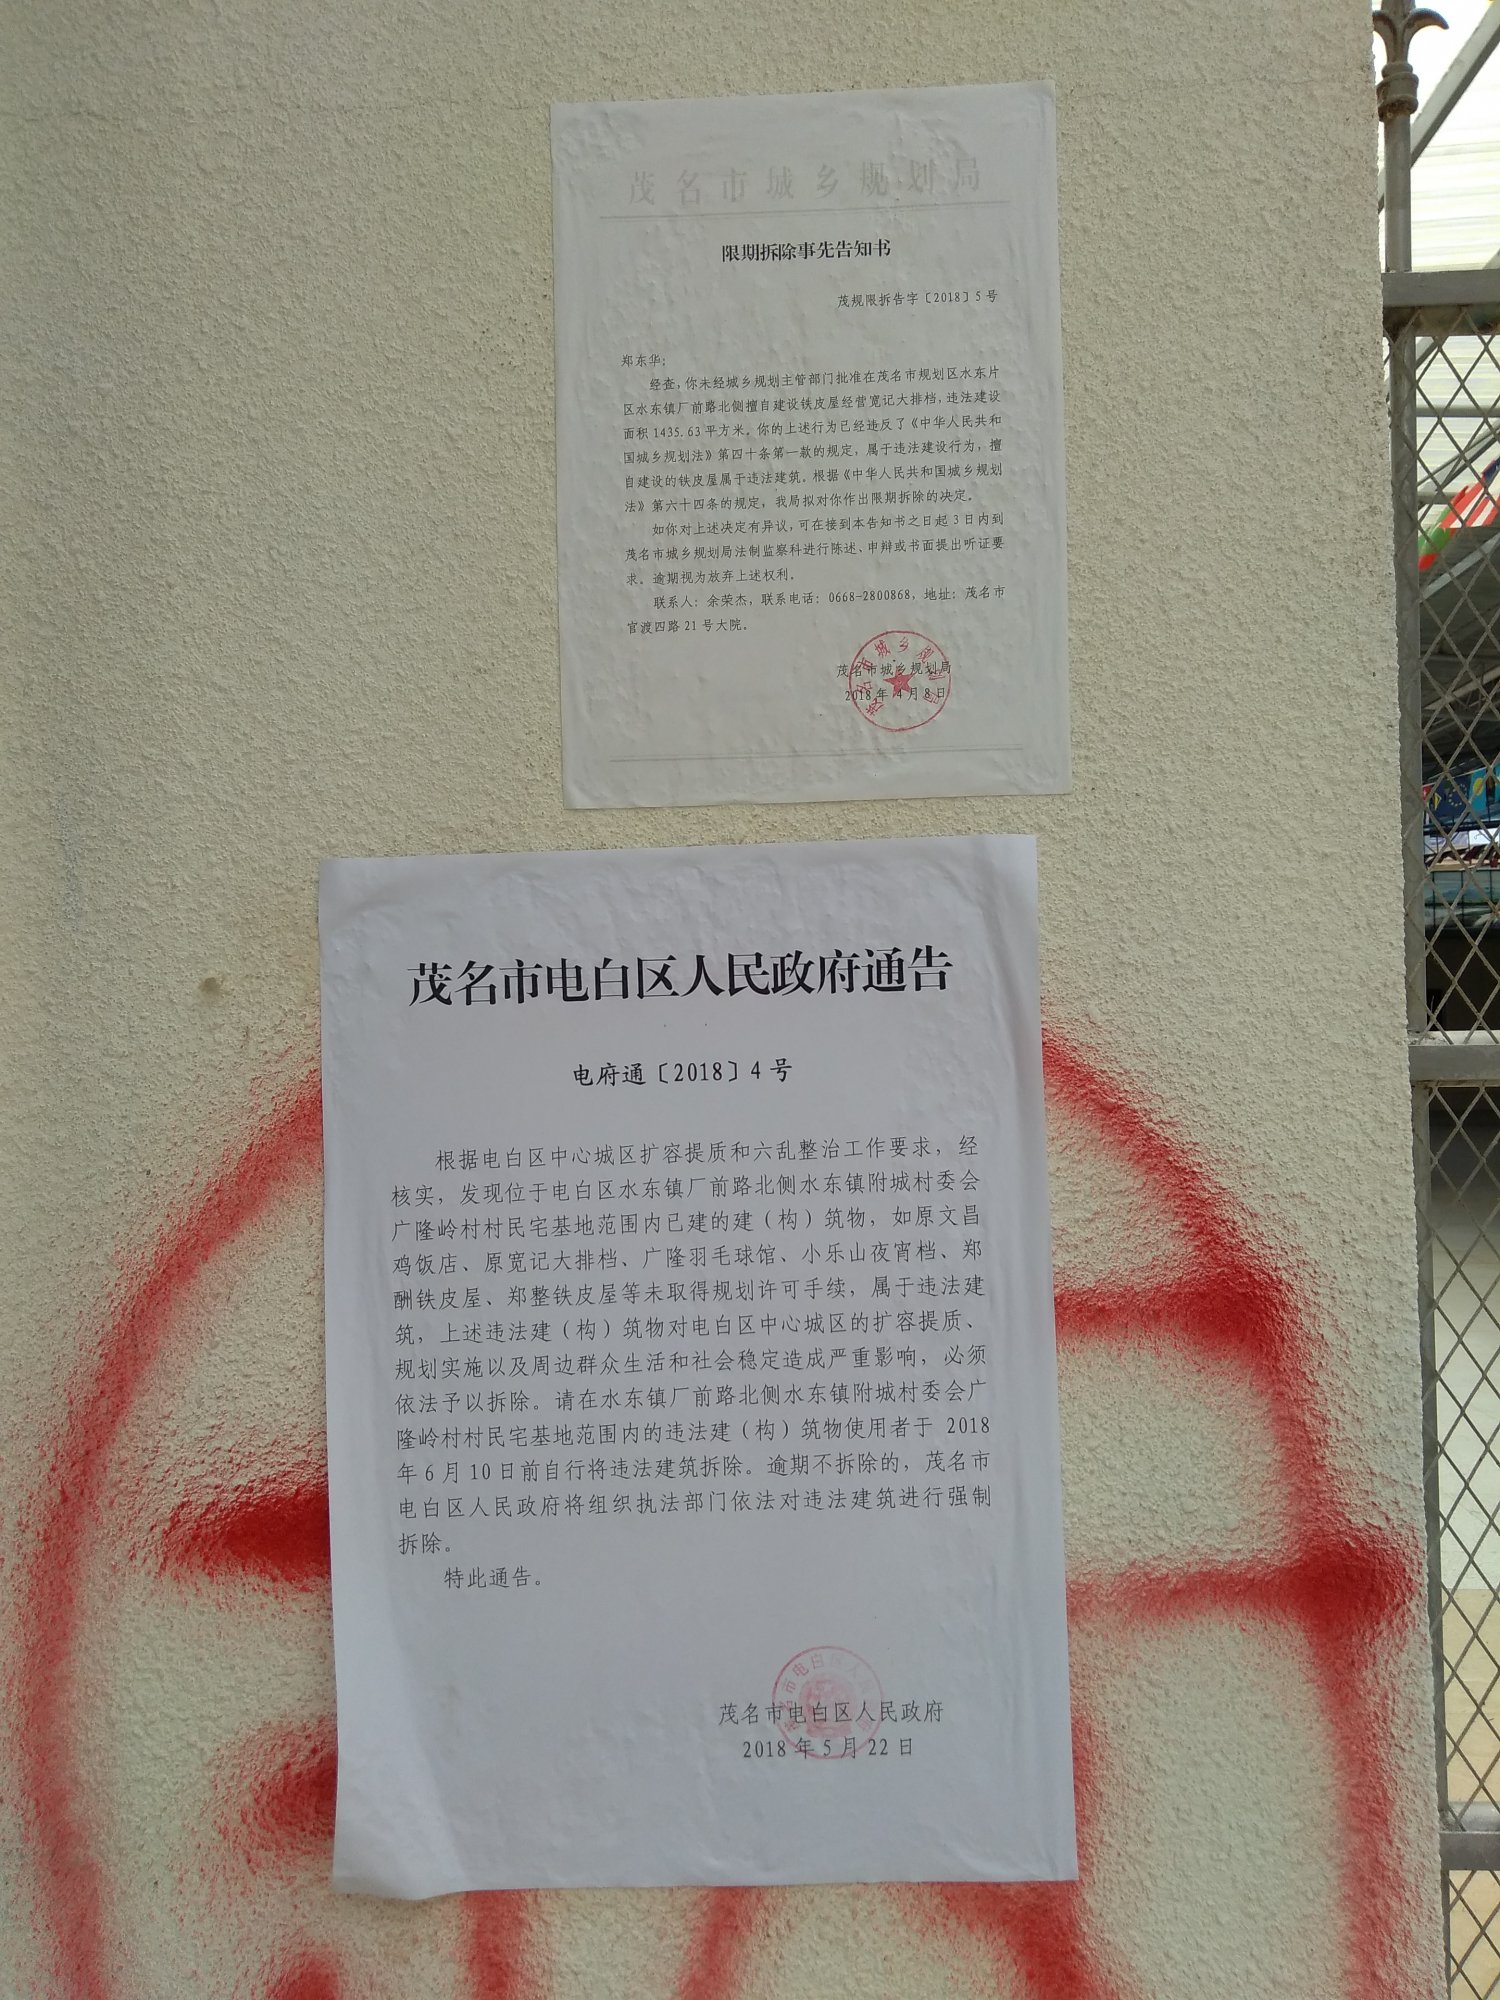 茂名市城乡规划局
限期拆除事先告知书
茂规限拆告字〔2018〕5号
郑东华：
经查，你未经城乡规划主管部门批准在茂名市规划区水东片
区水东镇厂前路北侧擅自建设铁皮屋经营宽记大排档，违法建设
面积1435.63平方米。你的上述行为已经违反了《中华人民共和
国城乡规划法》第四十条第一款的规定，属于违法建设行为，擅
自建设的铁皮屋属于违法建筑。根据《中华人民共和国城乡规划
法》第六十四条的规定，我局拟对你作出限期拆除的决定。
如你对上述决定有异议，可在接到本告知书之日起3日内到
茂名市城乡规划局法制监察科进行陈述、申辩或书面提出听证要
求。逾期视为放弃上述权利。
联系人：余荣杰，联系电话：0668-2800868，地址：茂名市
官渡四路21号大院。
茂名市城乡规划局
茂名市城乡规划局
2018年4月8日
茂名市电白区人民政府通告
电府通〔2018〕4号
根据电白区中心城区扩容提质和六乱整治工作要求，经
核实，发现位于电白区水东镇厂前路北侧水东镇附城村委会
广隆岭村村民宅基地范围内已建的建（构）筑物，如原文昌
鸡饭店、原宽记大排档、广隆羽毛球馆、小乐山夜宵档、郑
酬铁皮屋、郑整铁皮屋等未取得规划许可手续，属于违法建
筑，上述违法建（构）筑物对电白区中心城区的扩容提质、
规划实施以及周边群众生活和社会稳定造成严重影响，必须
依法予以拆除。请在水东镇厂前路北侧水东镇附城村委会广
隆岭村村民宅基地范围内的违法建（构）筑物使用者于 2018
年6月10日前自行将违法建筑拆除。逾期不拆除的，茂名市
电白区人民政府将组织执法部门依法对违法建筑进行强制
拆除。
特此通告。
茂名市电白区人民政府
2018年5月22日